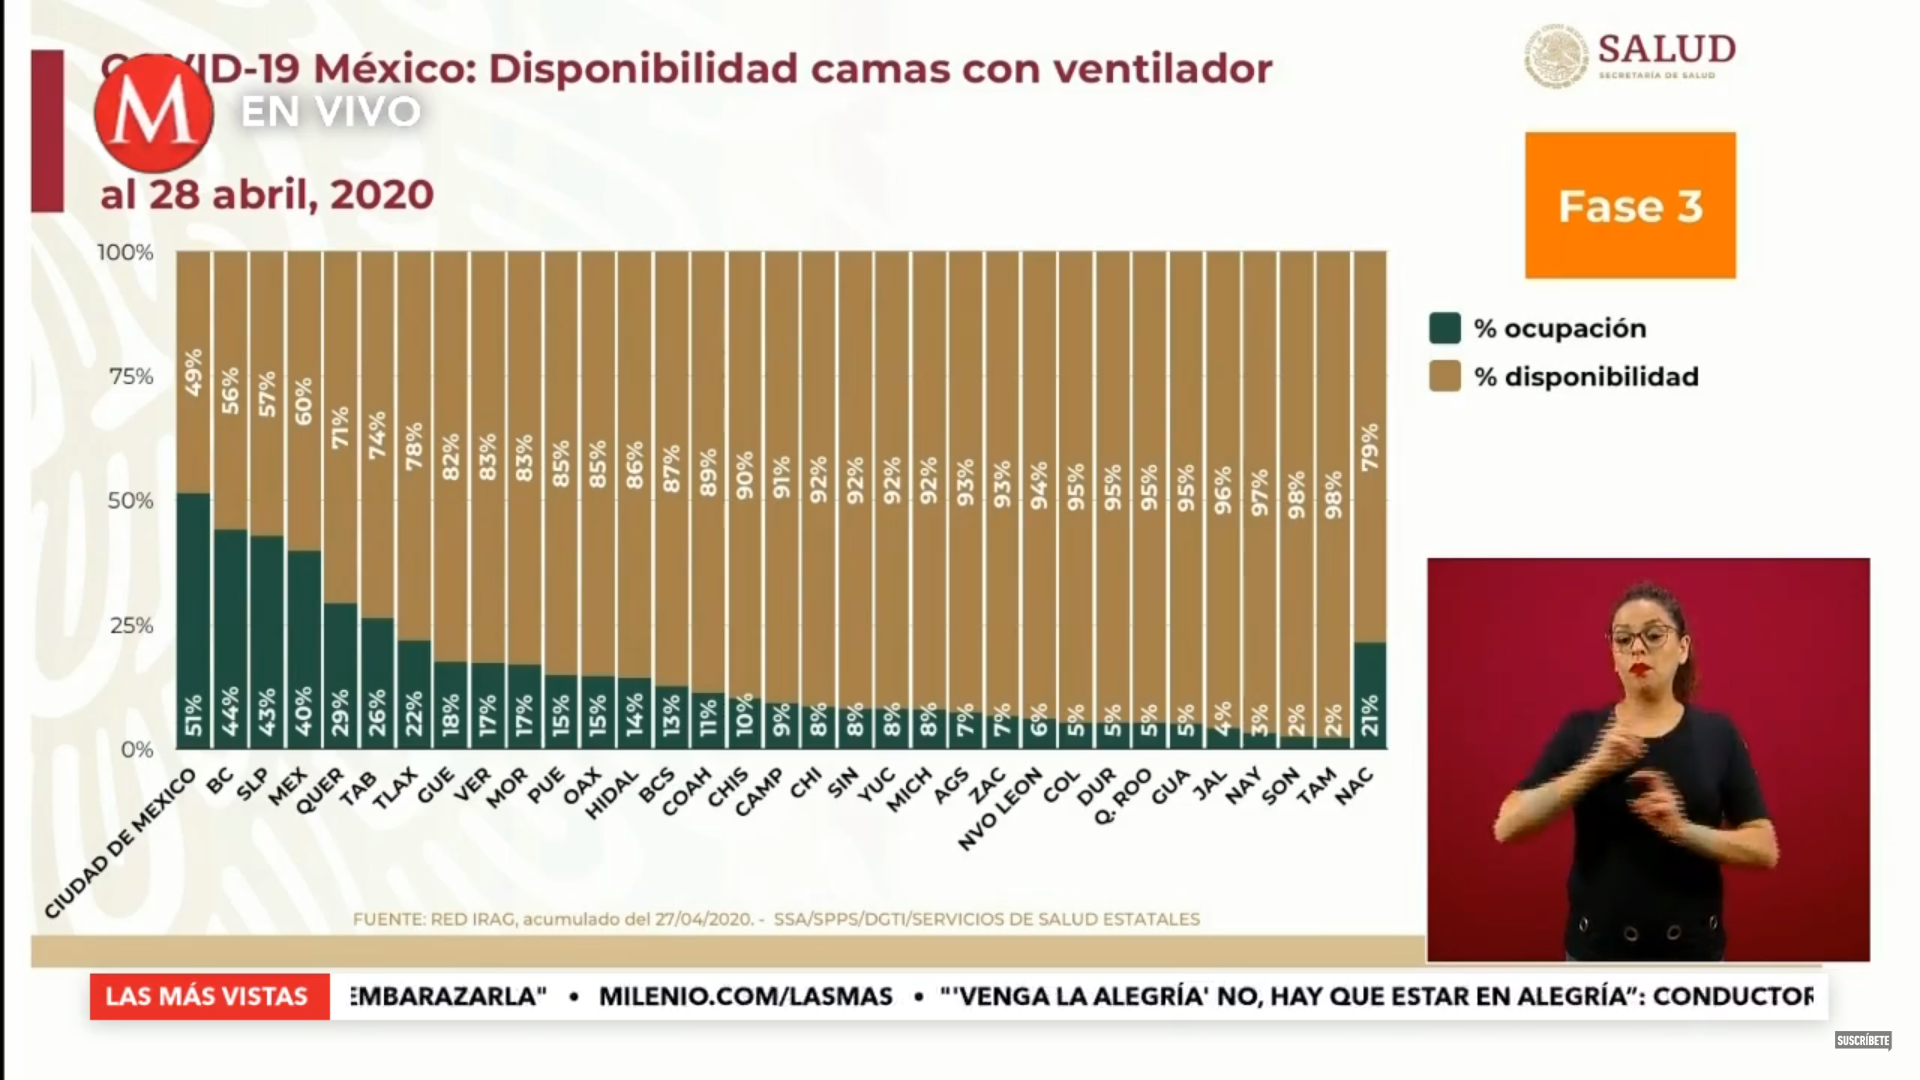 COVID-19 México: Disponibilidad camas con ventilador
M EN VIVO
al 28 abril, 2020
SALUD
SECRETARÍA DE SALUD
Fase 3
% ocupación
% disponibilidad
100%
75%
50%
25%
0%
49% 56% 57% 60% 71% 74% 78% 82% 83% 83% 85% 85% 86% 87% 89% 90% 91% 92% 92% 92% 92% 93% 93% 94% 95% 95% 95% 95% 96% 97% 98% 98% 79%
51% 44% 43% 40% 29% 26% 22% 18% 17% 17% 15% 15% 14% 13% 11% 10% 9% 8% 8% 8% 8% 7% 7% 6% 5% 5% 5% 5% 4% 3% 2% 2% 21%
CIUDAD DE MEXICO BC SLP MEX QUER TAB TLAX GUE VER MOR PUE OAX HIDAL BCS COAH CHIS CAMP CHI SIN YUC MICH AGS ZAC NVO LEON COL DUR Q. ROO GUA JAL NAY SON TAM NAC
FUENTE: RED IRAG, acumulado del 27/04/2020. - SSA/SPPS/DGTI/SERVICIOS DE SALUD ESTATALES
LAS MÁS VISTAS EMBARAZARLA" • MILENIO.COM/LASMAS • "'VENGA LA ALEGRÍA' NO, HAY QUE ESTAR EN ALEGRÍA”: CONDUCTOR
SUSCRÍBETE